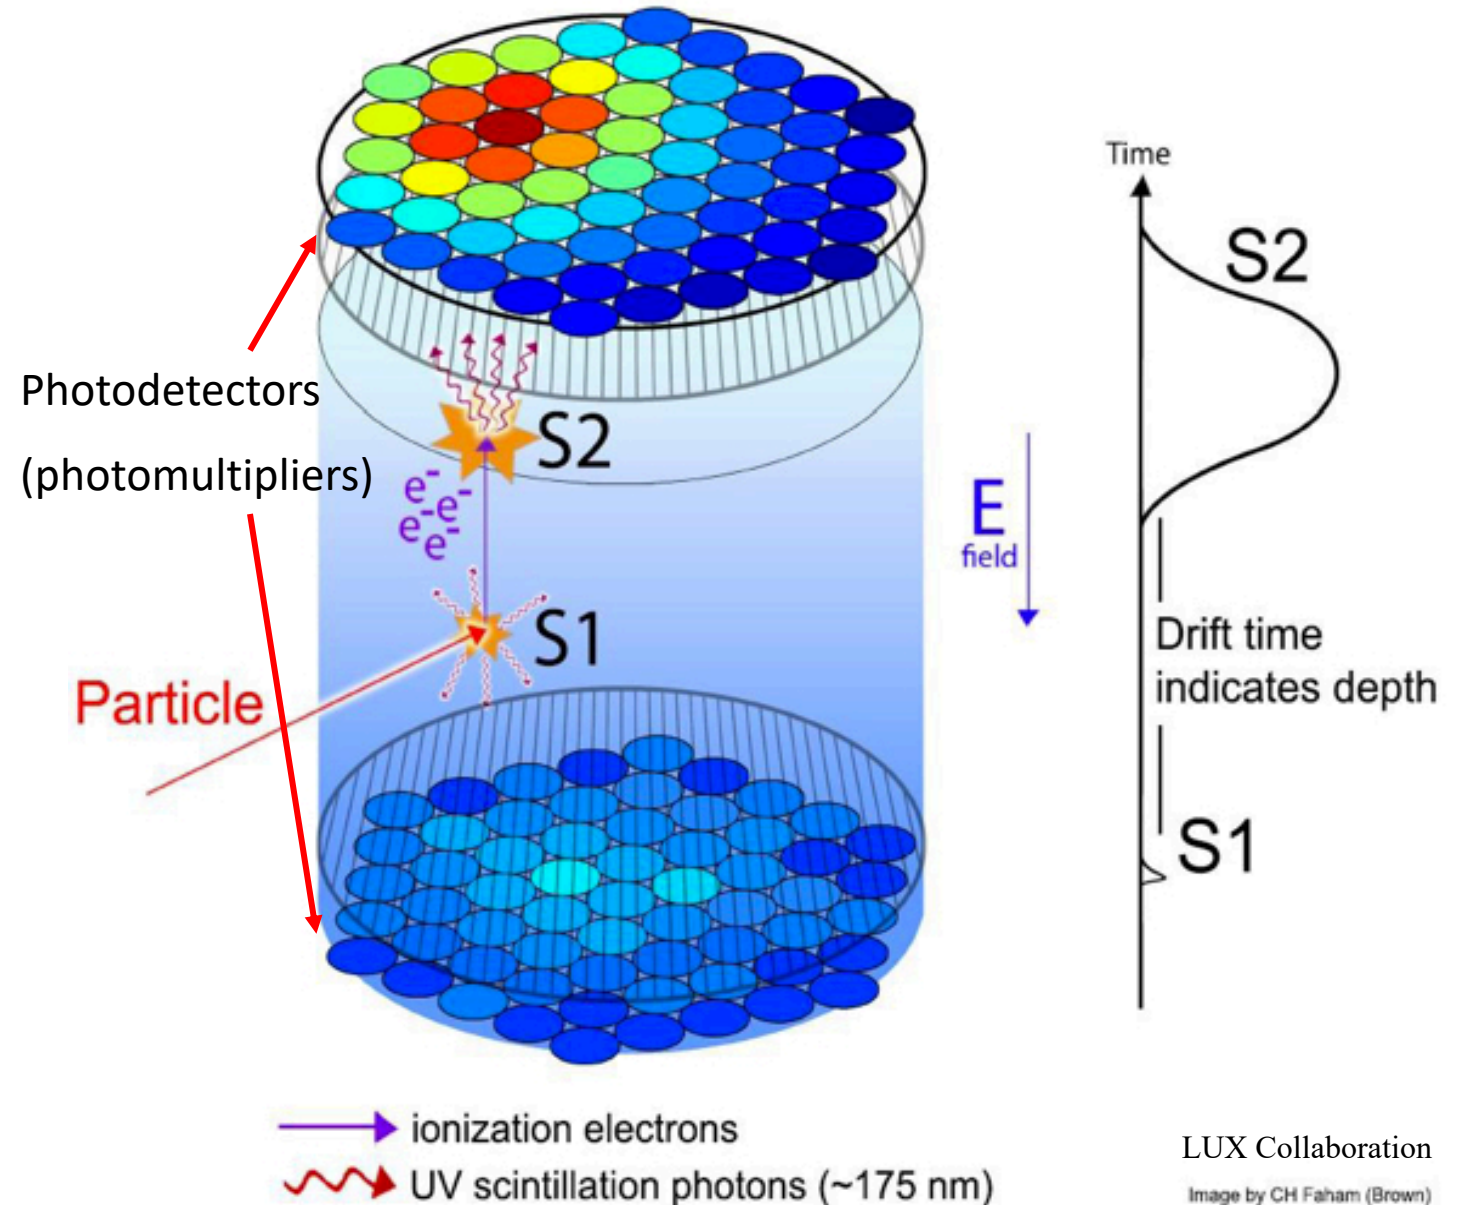 Time
S2
Photodetectors
(photomultipliers)
S2
e-
e-
e-
e-
E
field
S1
Drift time
indicates depth
Particle
S1
ionization electrons
UV scintillation photons (~175 nm)
LUX Collaboration
Image by CH Faham (Brown)